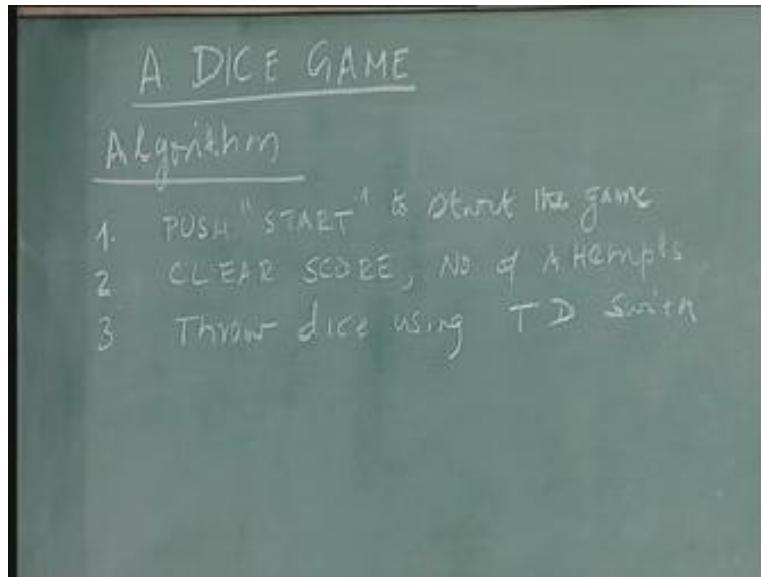 A DICE GAME
Algorithm
1. PUSH "START" to start the game
2 CLEAR SCORE, NO of Attempts
3 Throw dice using TD Switch